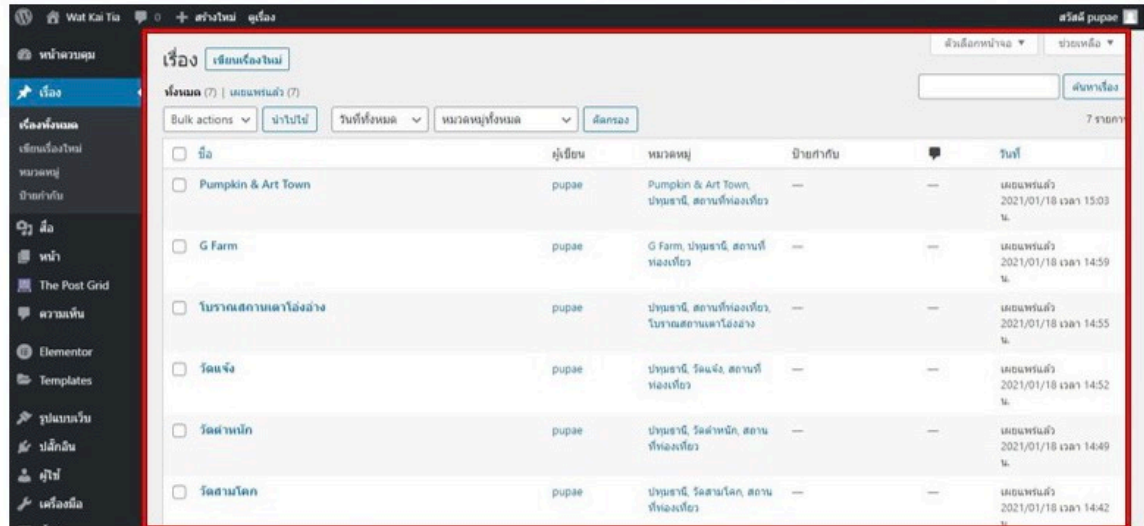 Wat Kai Tia 0 + สร้างใหม่ ดูเรื่อง สวัสดี pupae
หน้าควบคุม
เรื่อง
เรื่องทั้งหมด
เขียนเรื่องใหม่
หมวดหมู่
ป้ายกำกับ
สื่อ
หน้า
The Post Grid
ความเห็น
Elementor
Templates
รูปแบบเว็บ
ปลั๊กอิน
ผู้ใช้
เครื่องมือ
ตัวเลือกหน้าจอ ▼ ช่วยเหลือ ▼
เรื่อง เขียนเรื่องใหม่
ทั้งหมด (7) | เผยแพร่แล้ว (7)
ค้นหาเรื่อง
Bulk actions นำไปใช้ วันที่ทั้งหมด หมวดหมู่ทั้งหมด คัดกรอง 7 รายการ
ชื่อ ผู้เขียน หมวดหมู่ ป้ายกำกับ วันที่
Pumpkin & Art Town pupae Pumpkin & Art Town, — — เผยแพร่แล้ว
ปทุมธานี, สถานที่ท่องเที่ยว 2021/01/18 เวลา 15:03
น.
G Farm pupae G Farm, ปทุมธานี, สถานที่ — — เผยแพร่แล้ว
ท่องเที่ยว 2021/01/18 เวลา 14:59
น.
โบราณสถานเตาโอ่งอ่าง pupae ปทุมธานี, สถานที่ท่องเที่ยว, — — เผยแพร่แล้ว
โบราณสถานเตาโอ่งอ่าง 2021/01/18 เวลา 14:55
น.
วัดแจ้ง pupae ปทุมธานี, วัดแจ้ง, สถานที่ — — เผยแพร่แล้ว
ท่องเที่ยว 2021/01/18 เวลา 14:52
น.
วัดตำหนัก pupae ปทุมธานี, วัดตำหนัก, สถาน — — เผยแพร่แล้ว
ที่ท่องเที่ยว 2021/01/18 เวลา 14:49
น.
วัดสามโคก pupae ปทุมธานี, วัดสามโคก, สถาน — — เผยแพร่แล้ว
ที่ท่องเที่ยว 2021/01/18 เวลา 14:42
น.